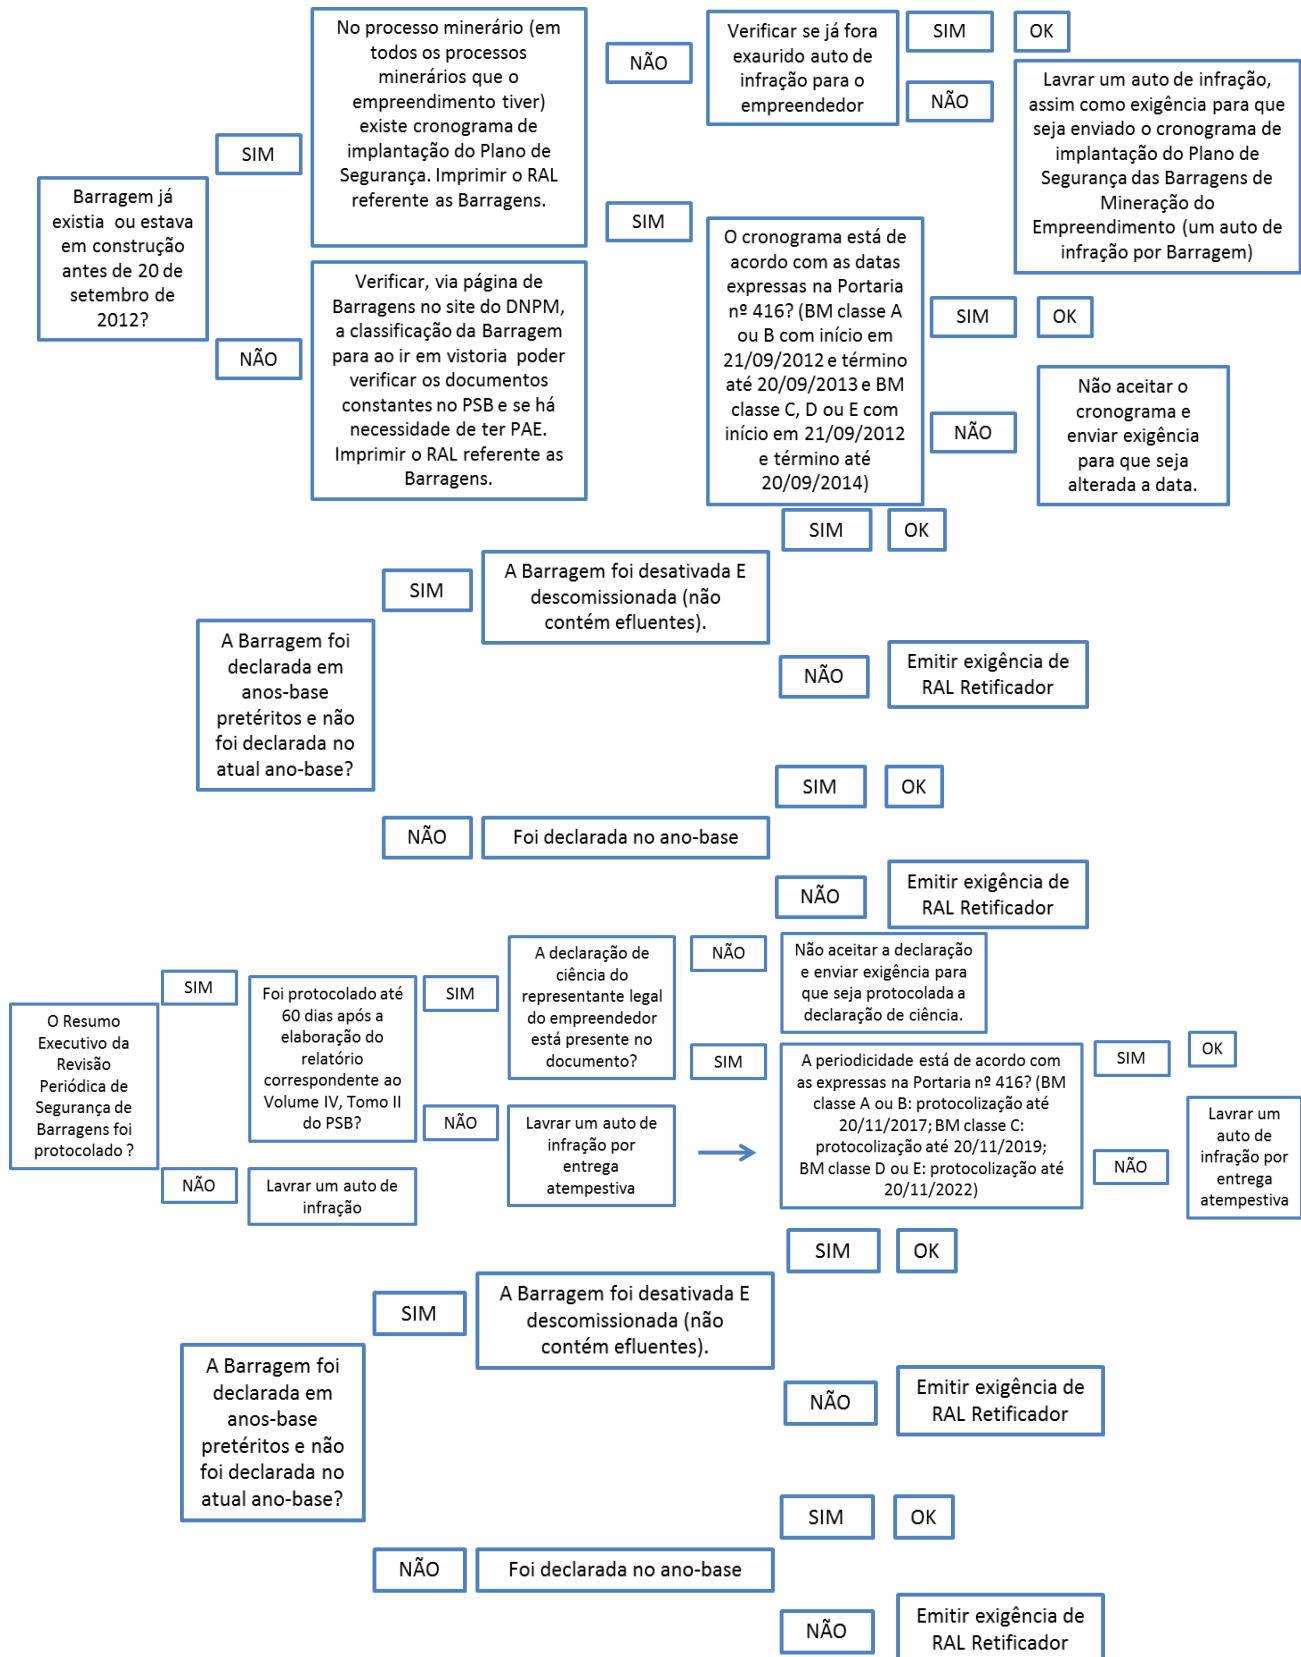 Barragem já
existia ou estava
em construção
antes de 20 de
setembro de
2012?
SIM
No processo minerário (em
todos os processos
minerários que o
empreendimento tiver)
existe cronograma de
implantação do Plano de
Segurança. Imprimir o RAL
referente as Barragens.
NÃO
Verificar se já fora
exaurido auto de
infração para o
empreendedor
SIM
OK
NÃO
Lavrar um auto de infração,
assim como exigência para que
seja enviado o cronograma de
implantação do Plano de
Segurança das Barragens de
Mineração do
Empreendimento (um auto de
infração por Barragem)
SIM
O cronograma está de
acordo com as datas
expressas na Portaria
nº 416? (BM classe A
ou B com início em
21/09/2012 e término
até 20/09/2013 e BM
classe C, D ou E com
início em 21/09/2012
e término até
20/09/2014)
SIM
OK
NÃO
Não aceitar o
cronograma e
enviar exigência
para que seja
alterada a data.
NÃO
Verificar, via página de
Barragens no site do DNPM,
a classificação da Barragem
para ao ir em vistoria poder
verificar os documentos
constantes no PSB e se há
necessidade de ter PAE.
Imprimir o RAL referente as
Barragens.
A Barragem foi
declarada em
anos-base
pretéritos e não
foi declarada no
atual ano-base?
SIM
A Barragem foi desativada E
descomissionada (não
contém efluentes).
SIM
OK
NÃO
Emitir exigência de
RAL Retificador
NÃO
Foi declarada no ano-base
SIM
OK
NÃO
Emitir exigência de
RAL Retificador
O Resumo
Executivo da
Revisão
Periódica de
Segurança de
Barragens foi
protocolado ?
SIM
Foi protocolado até
60 dias após a
elaboração do
relatório
correspondente ao
Volume IV, Tomo II
do PSB?
SIM
A declaração de
ciência do
representante legal
do empreendedor
está presente no
documento?
NÃO
Não aceitar a declaração
e enviar exigência para
que seja protocolada a
declaração de ciência.
SIM
A periodicidade está de acordo com
as expressas na Portaria nº 416? (BM
classe A ou B: protocolização até
20/11/2017; BM classe C:
protocolização até 20/11/2019;
BM classe D ou E: protocolização até
20/11/2022)
SIM
OK
NÃO
Lavrar um
auto de
infração por
entrega
atempestiva
NÃO
Lavrar um auto de
infração por
entrega
atempestiva
NÃO
Lavrar um auto de
infração
A Barragem foi
declarada em
anos-base
pretéritos e não
foi declarada no
atual ano-base?
SIM
A Barragem foi desativada E
descomissionada (não
contém efluentes).
SIM
OK
NÃO
Emitir exigência de
RAL Retificador
NÃO
Foi declarada no ano-base
SIM
OK
NÃO
Emitir exigência de
RAL Retificador